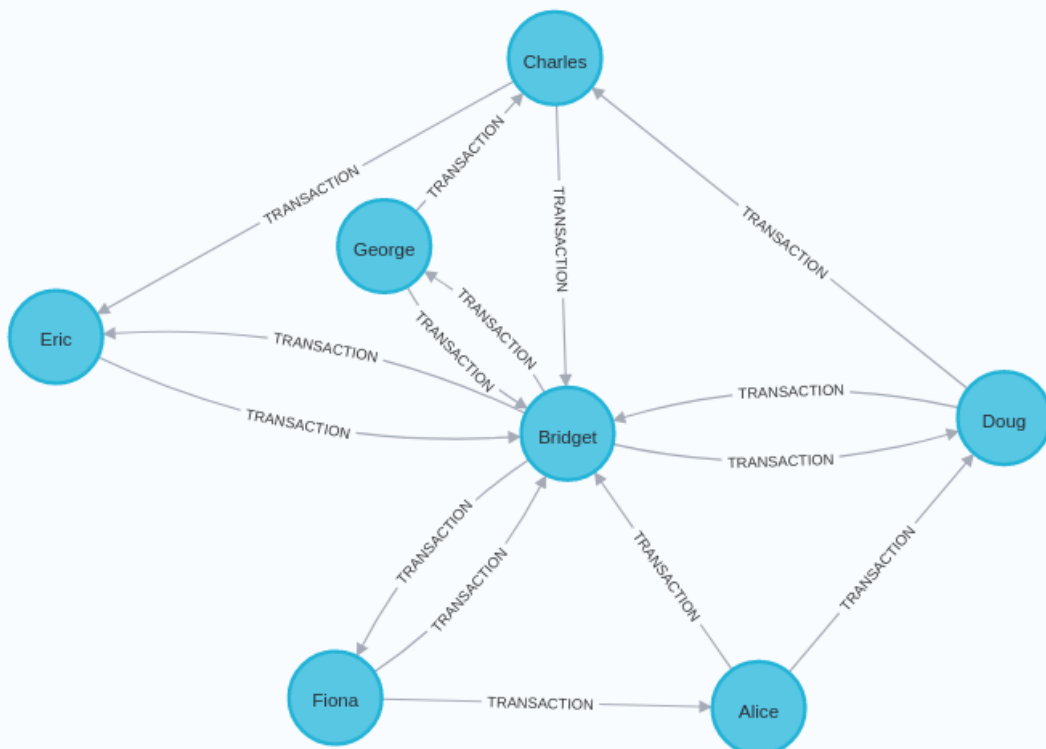 Charles
TRANSACTION
TRANSACTION
TRANSACTION
TRANSACTION
George
TRANSACTION
TRANSACTION
Eric
TRANSACTION
TRANSACTION
TRANSACTION
Bridget
Doug
TRANSACTION
TRANSACTION
TRANSACTION
TRANSACTION
TRANSACTION
Fiona
TRANSACTION
Alice